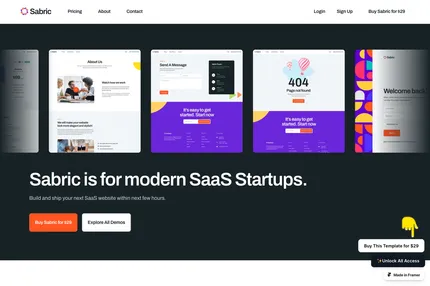 Sabric
Pricing
About
Contact
Login
Sign Up
Buy Sabric for $29
About Us
Send A Message
404
Page not found
It's easy to get
started. Start now
It's easy to get
started. Start now
Welcome back
Sabric is for modern SaaS Startups.
Build and ship your next SaaS website within few hours.
Buy Sabric for $29
Explore All Demos
Buy This Template for $29
Unlock All Access
Made in Framer